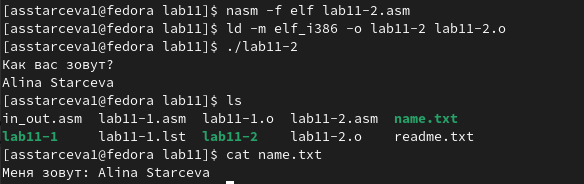 [asstarceva1@fedora lab11]$ nasm -f elf lab11-2.asm
[asstarceva1@fedora lab11]$ ld -m elf_i386 -o lab11-2 lab11-2.o
[asstarceva1@fedora lab11]$ ./lab11-2
Как вас зовут?
Alina Starceva
[asstarceva1@fedora lab11]$ ls
in_out.asm  lab11-1.asm  lab11-1.o  lab11-2.asm  name.txt
lab11-1     lab11-1.lst  lab11-2    lab11-2.o    readme.txt
[asstarceva1@fedora lab11]$ cat name.txt
Меня зовут: Alina Starceva